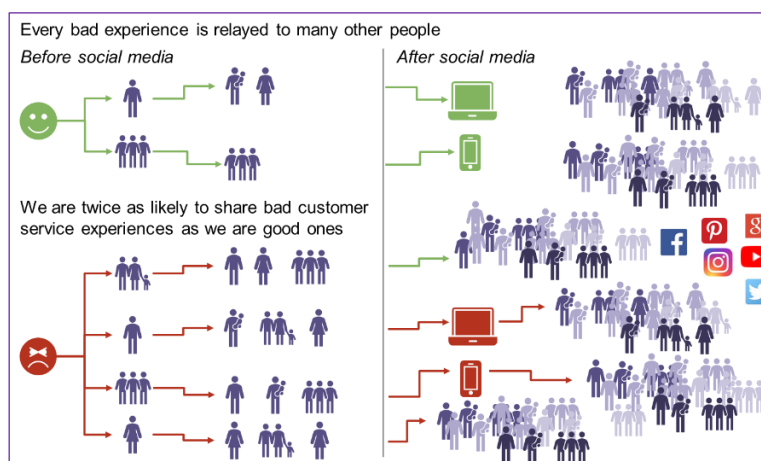 Every bad experience is relayed to many other people
Before social media
After social media
We are twice as likely to share bad customer
service experiences as we are good ones